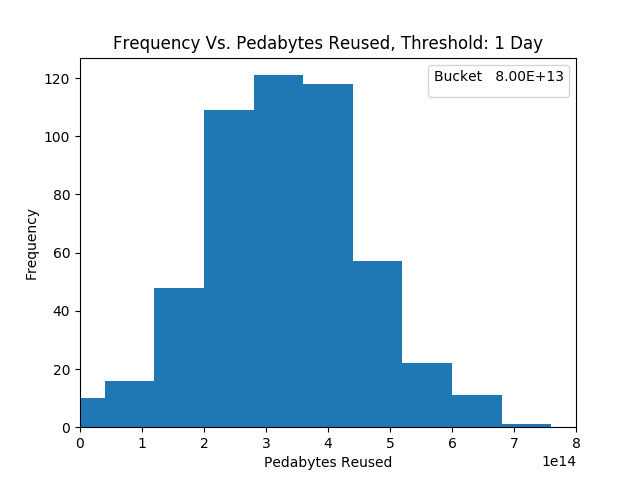 Frequency Vs. Pedabytes Reused, Threshold: 1 Day
Bucket 8.00E+13
120
100
80
60
40
20
0
Frequency
0 1 2 3 4 5 6 7 8
Pedabytes Reused
1e14